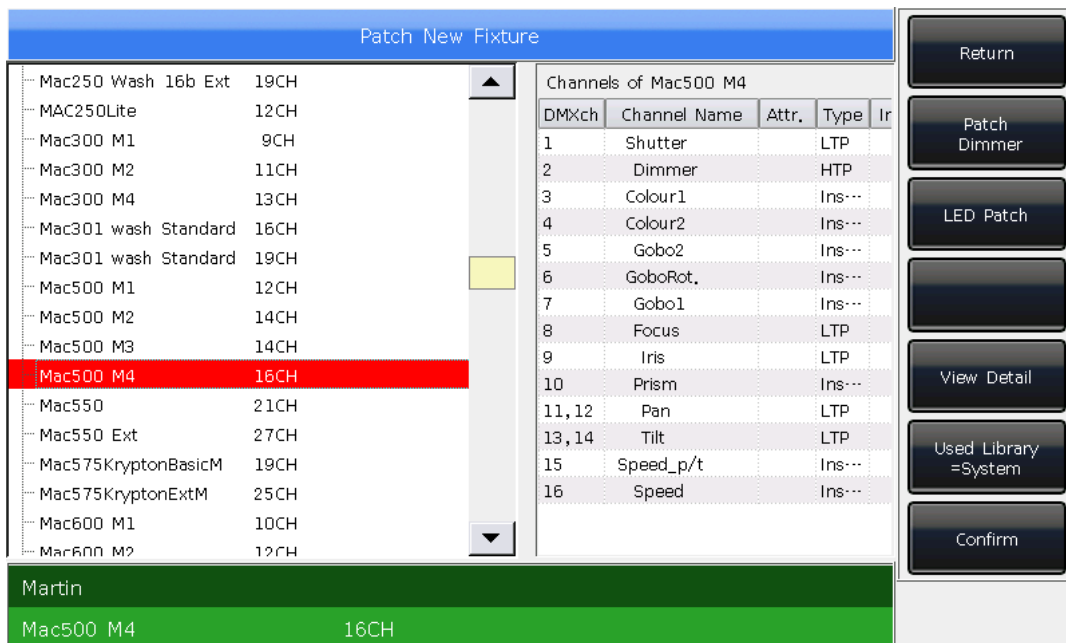 Patch New Fixture
Mac250 Wash 16b Ext 19CH
MAC250Lite 12CH
Mac300 M1 9CH
Mac300 M2 11CH
Mac300 M4 13CH
Mac301 wash Standard 16CH
Mac301 wash Standard 19CH
Mac500 M1 12CH
Mac500 M2 14CH
Mac500 M3 14CH
Mac500 M4 16CH
Mac550 21CH
Mac550 Ext 27CH
Mac575KryptonBasicM 19CH
Mac575KryptonExtM 25CH
Mac600 M1 10CH
Mac600 M2 12CH
Channels of Mac500 M4
DMXch Channel Name Attr. Type Ir
1 Shutter LTP
2 Dimmer HTP
3 Colour1 Ins···
4 Colour2 Ins···
5 Gobo2 Ins···
6 GoboRot. Ins···
7 Gobo1 Ins···
8 Focus LTP
9 Iris LTP
10 Prism Ins···
11,12 Pan LTP
13,14 Tilt LTP
15 Speed_p/t Ins···
16 Speed Ins···
Return
Patch
Dimmer
LED Patch
View Detail
Used Library
=System
Confirm
Martin
Mac500 M4 16CH